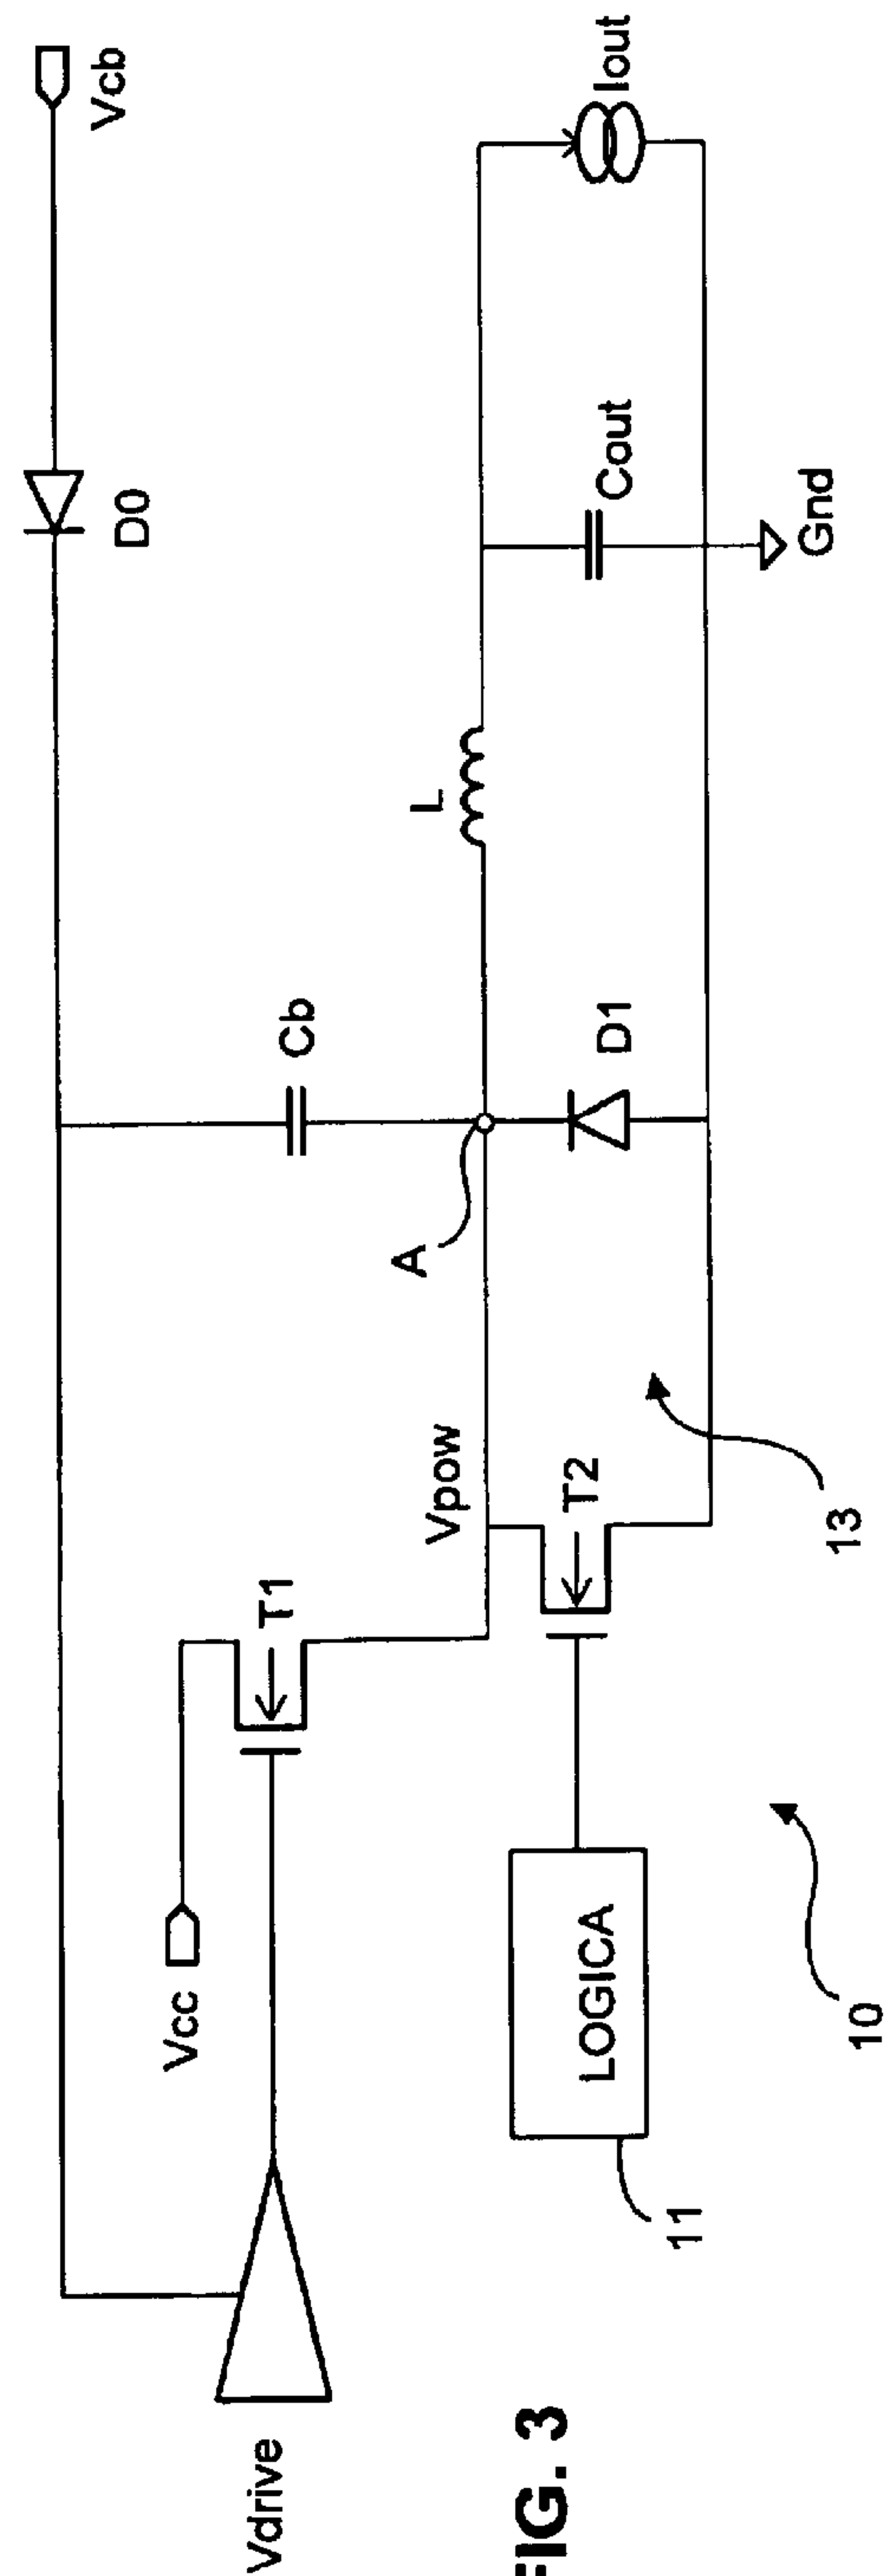 Vcb
D0
Cb
L
Iout
Cout
Gnd
D1
A
Vpow
T1
T2
13
Vcc
LOGICA
11
10
Vdrive
FIG. 3